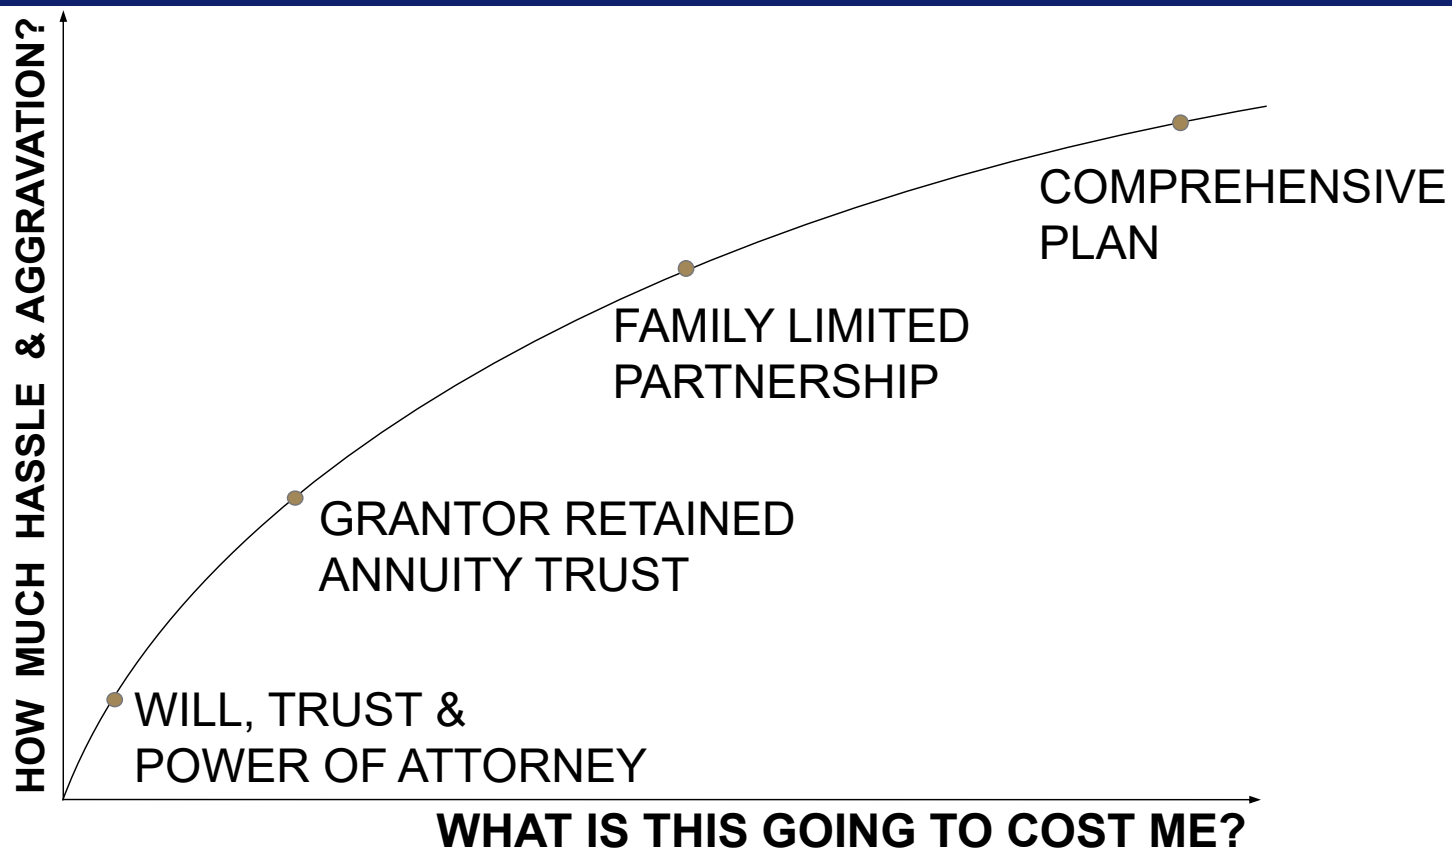 HOW MUCH HASSLE & AGGRAVATION?
COMPREHENSIVE
PLAN
FAMILY LIMITED
PARTNERSHIP
GRANTOR RETAINED
ANNUITY TRUST
WILL, TRUST &
POWER OF ATTORNEY
WHAT IS THIS GOING TO COST ME?